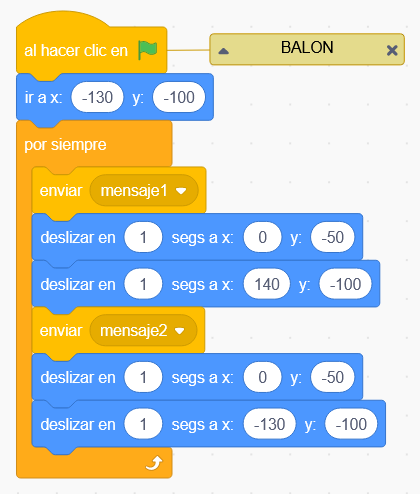 al hacer clic en BALON
ir a x: -130 y: -100
por siempre
enviar mensaje1
deslizar en 1 segs a x: 0 y: -50
deslizar en 1 segs a x: 140 y: -100
enviar mensaje2
deslizar en 1 segs a x: 0 y: -50
deslizar en 1 segs a x: -130 y: -100